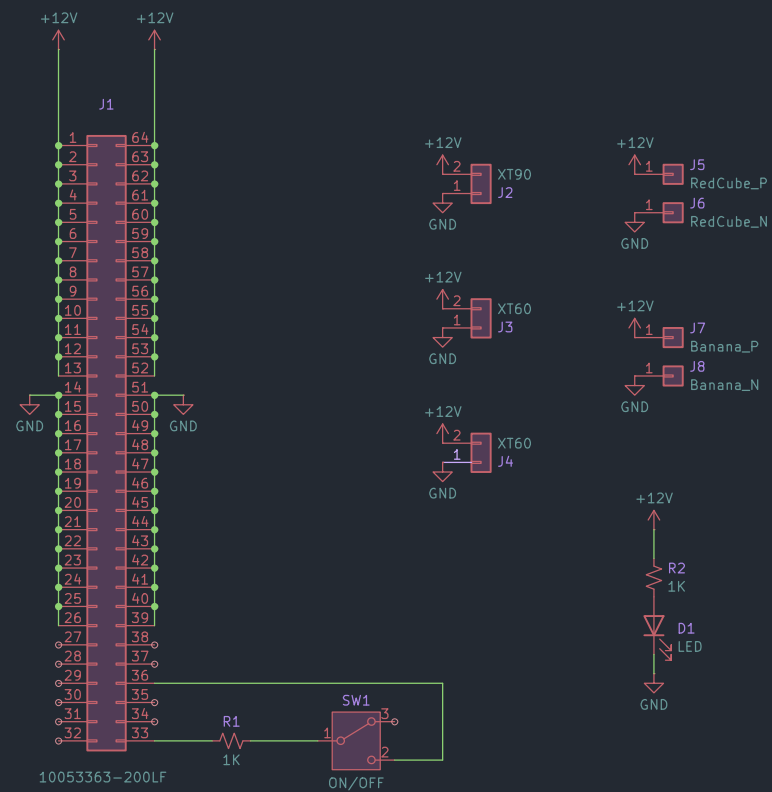 +12V +12V
J1
1 64
2 63
3 62
4 61
5 60
6 59
7 58
8 57
9 56
10 55
11 54
12 53
13 52
14 51
GND GND
15 50
16 49
17 48
18 47
19 46
20 45
21 44
22 43
23 42
24 41
25 40
26 39
27 38
28 37
29 36
30 35
31 34
32 33
10053363-200LF
R1
1K
SW1
3
1
2
ON/OFF
+12V
2 XT90
1 J2
GND
+12V
2 XT60
1 J3
GND
+12V
2 XT60
1 J4
GND
+12V
1 J5
RedCube_P
1 J6
RedCube_N
GND
+12V
1 J7
Banana_P
1 J8
Banana_N
GND
+12V
R2
1K
D1
LED
GND